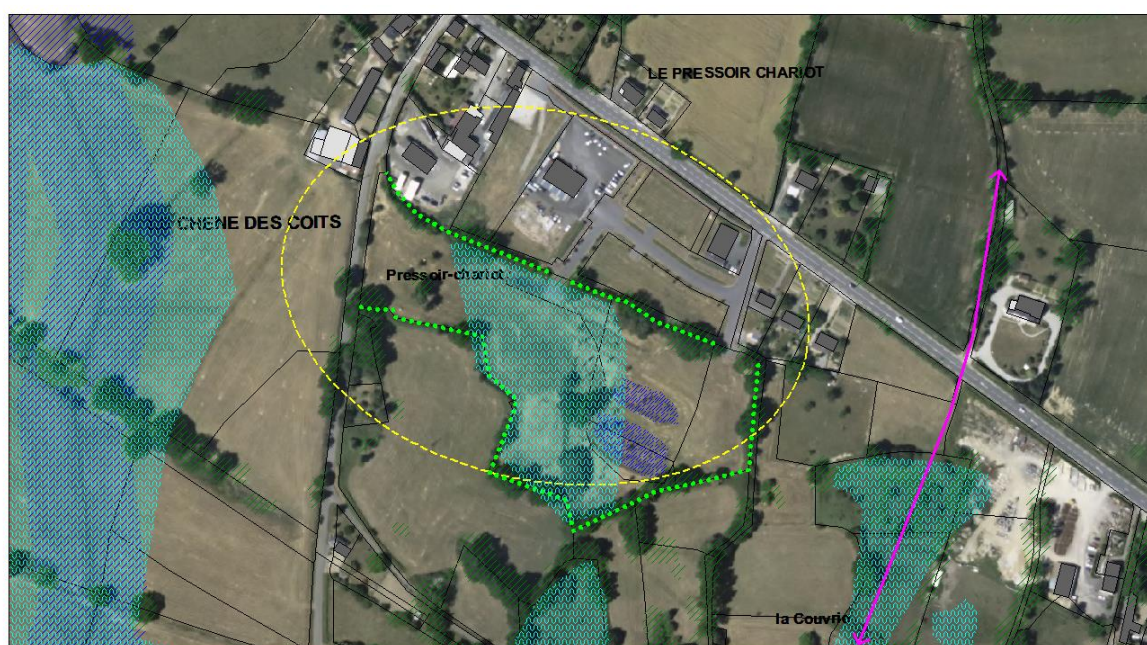 LE PRESSOIR CHARIOT
CHENE DES COITS
Pressoir-chariot
la Couvrie